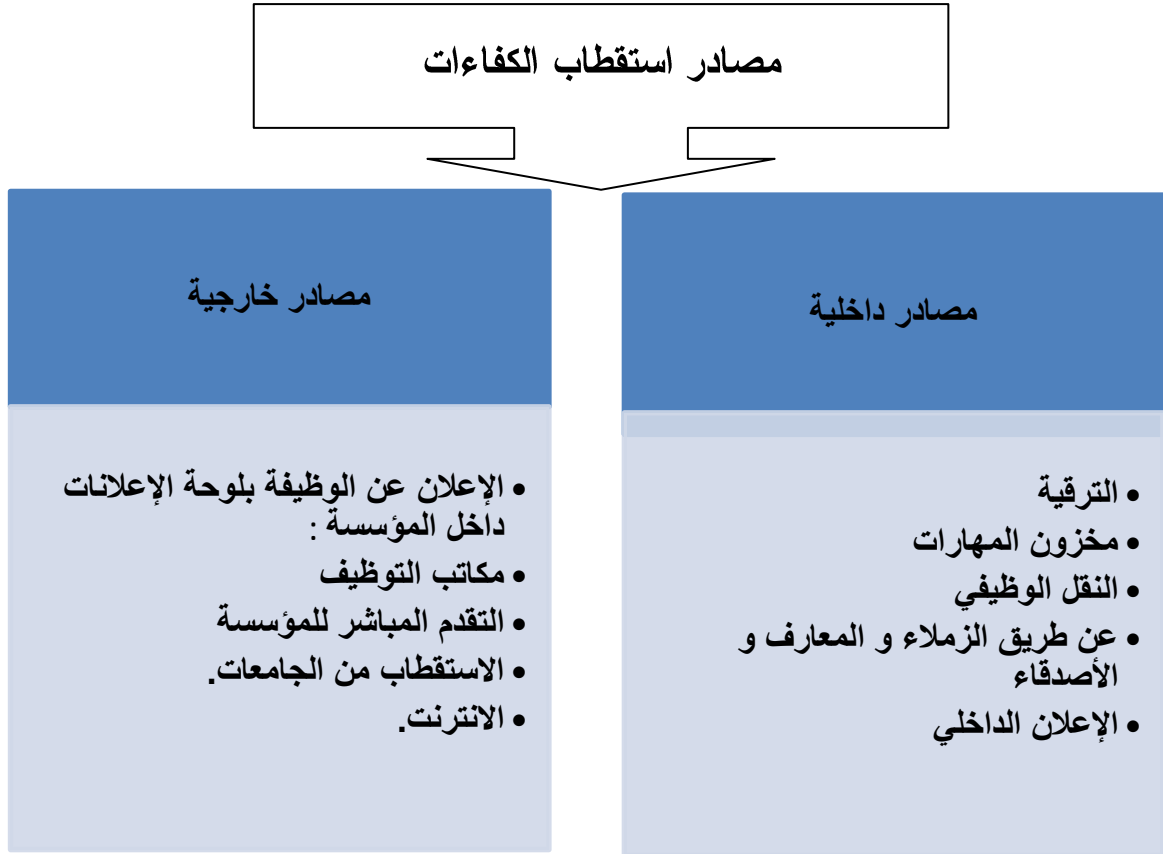 مصادر استقطاب الكفاءات
مصادر داخلية
• الترقية
• مخزون المهارات
• النقل الوظيفي
• عن طريق الزملاء و المعارف و
الأصدقاء
• الإعلان الداخلي
مصادر خارجية
• الإعلان عن الوظيفة بلوحة الإعلانات
داخل المؤسسة :
• مكاتب التوظيف
• التقدم المباشر للمؤسسة
• الاستقطاب من الجامعات.
• الانترنت.